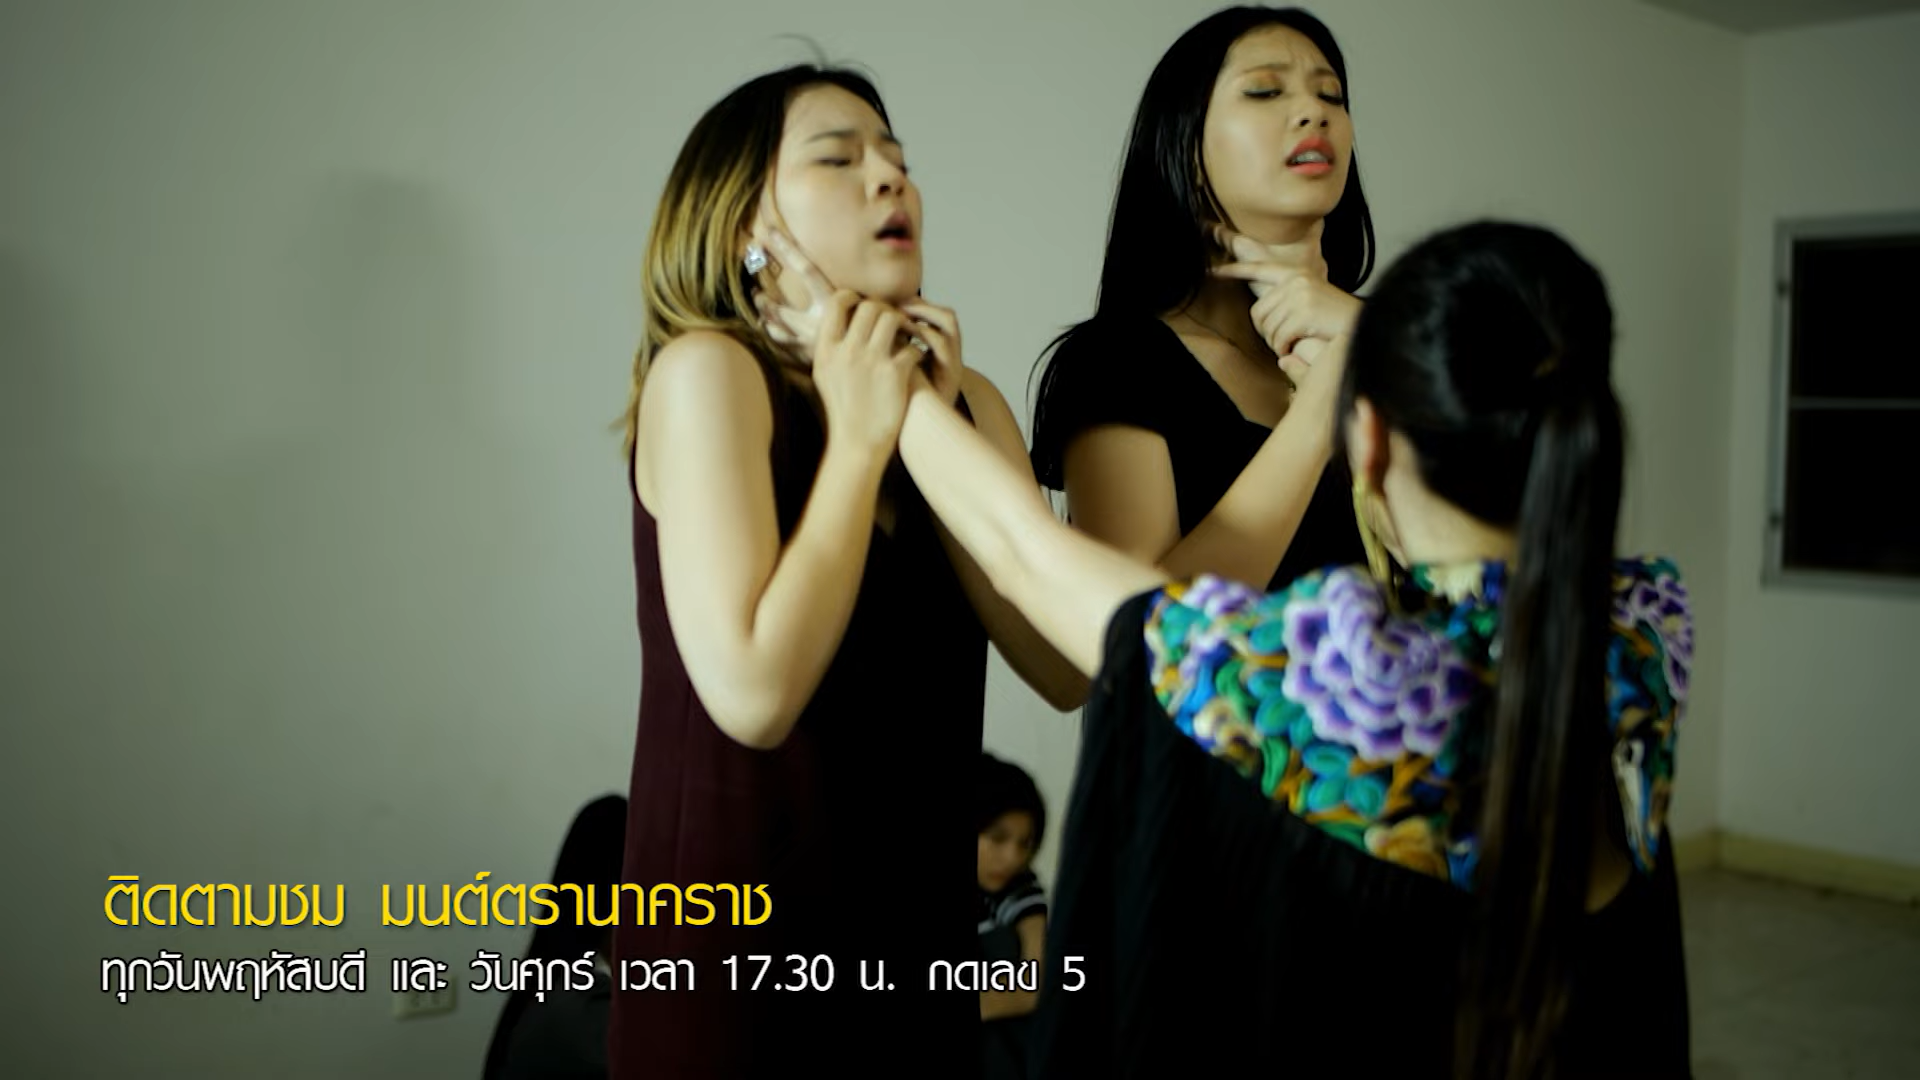 ติดตามชม มนต์ตรานาคราช
ทุกวันพฤหัสบดี และ วันศุกร์ เวลา 17.30 น. กดเลข 5